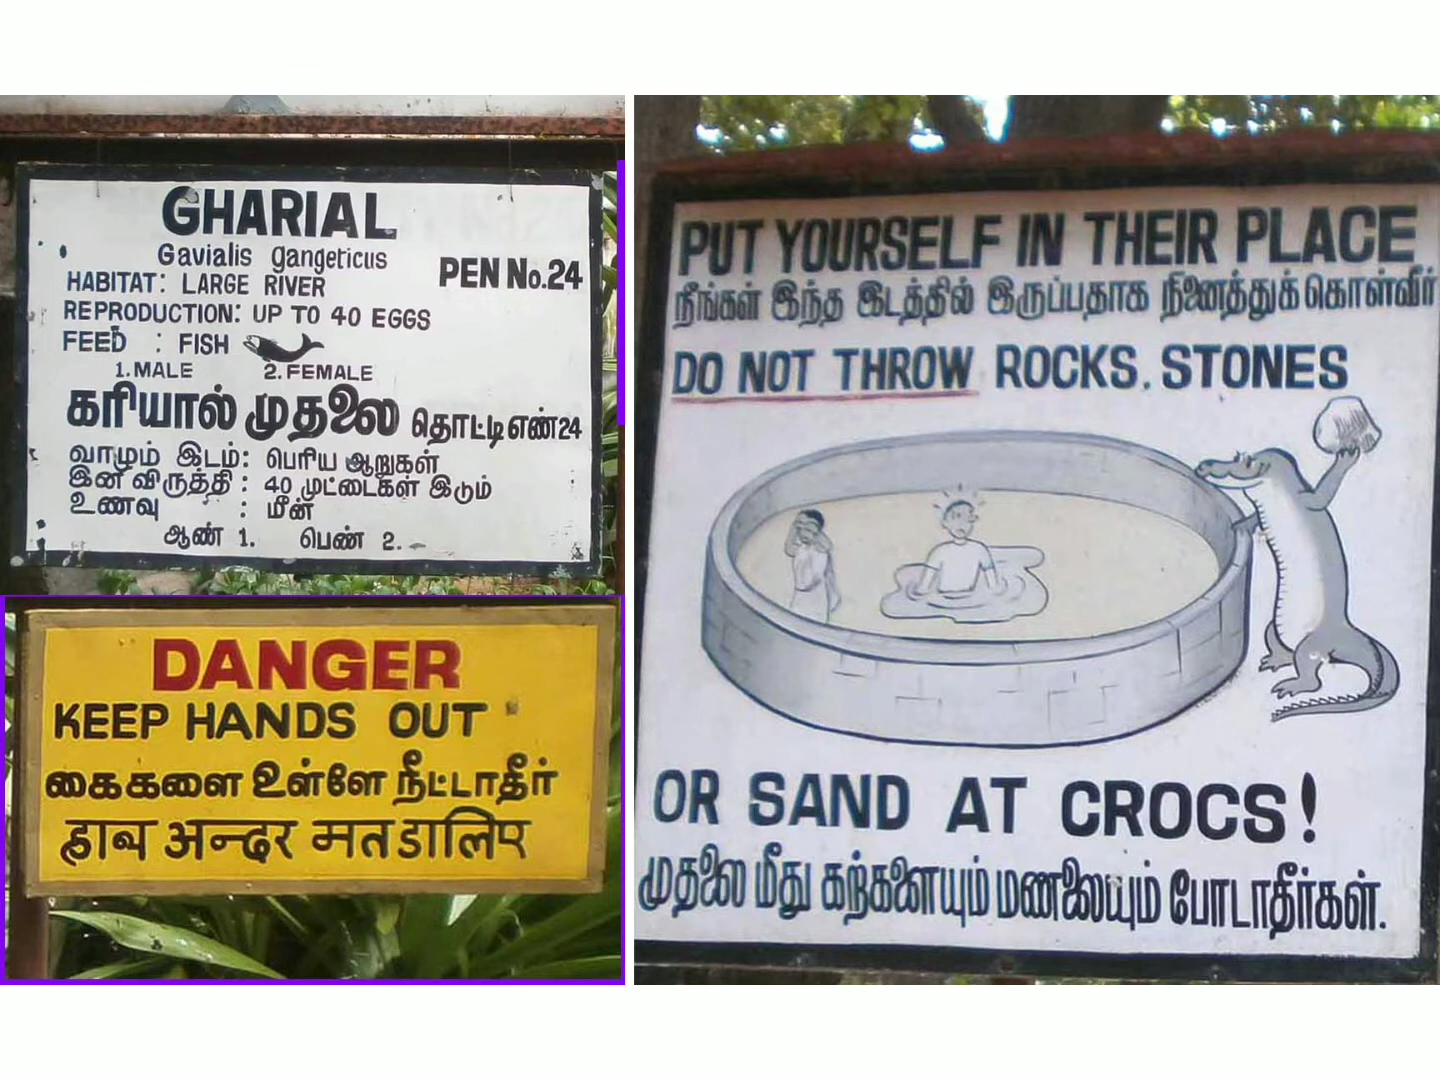 GHARIAL
Gavialis gangeticus
PEN No.24
HABITAT: LARGE RIVER
REPRODUCTION: UP TO 40 EGGS
FEED : FISH
1.MALE 2.FEMALE
கரியால் முதலை தொட்டி எண் 24
வாழும் இடம்: பெரிய ஆறுகள்
இன விருத்தி : 40 முட்டைகள் இடும்
உணவு : மீன்
ஆண் 1. பெண் 2.
DANGER
KEEP HANDS OUT
கைகளை உள்ளே நீட்டாதீர்
हाथ अन्दर मत डालिए
PUT YOURSELF IN THEIR PLACE
நீங்கள் இந்த இடத்தில் இருப்பதாக நினைத்துக் கொள்வீர்
DO NOT THROW ROCKS, STONES
OR SAND AT CROCS!
முதலை மீது கற்களையும் மணலையும் போடாதீர்கள்.